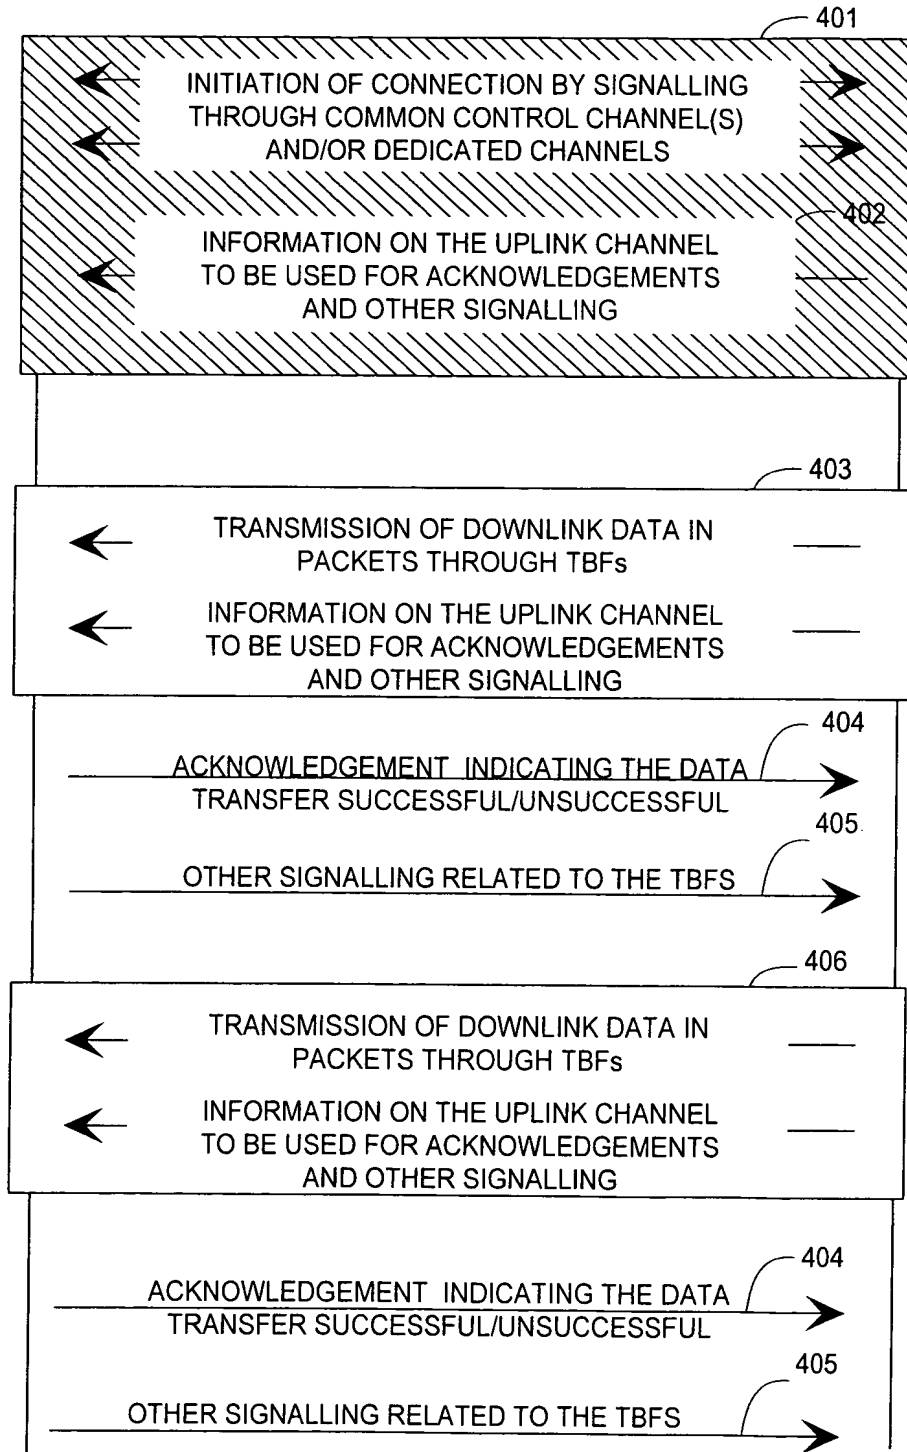 401
INITIATION OF CONNECTION BY SIGNALLING
THROUGH COMMON CONTROL CHANNEL(S)
AND/OR DEDICATED CHANNELS
402
INFORMATION ON THE UPLINK CHANNEL
TO BE USED FOR ACKNOWLEDGEMENTS
AND OTHER SIGNALLING
403
TRANSMISSION OF DOWNLINK DATA IN
PACKETS THROUGH TBFs
INFORMATION ON THE UPLINK CHANNEL
TO BE USED FOR ACKNOWLEDGEMENTS
AND OTHER SIGNALLING
404
ACKNOWLEDGEMENT INDICATING THE DATA
TRANSFER SUCCESSFUL/UNSUCCESSFUL
405
OTHER SIGNALLING RELATED TO THE TBFS
406
TRANSMISSION OF DOWNLINK DATA IN
PACKETS THROUGH TBFs
INFORMATION ON THE UPLINK CHANNEL
TO BE USED FOR ACKNOWLEDGEMENTS
AND OTHER SIGNALLING
404
ACKNOWLEDGEMENT INDICATING THE DATA
TRANSFER SUCCESSFUL/UNSUCCESSFUL
405
OTHER SIGNALLING RELATED TO THE TBFS